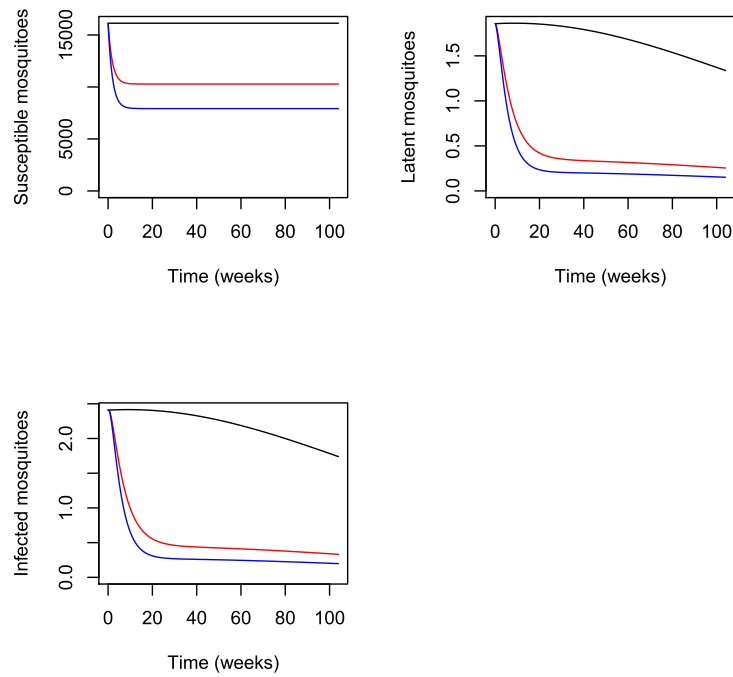 Susceptible mosquitoes
15000
5000
0
0 20 40 60 80 100
Time (weeks)
Latent mosquitoes
1.5
1.0
0.5
0.0
0 20 40 60 80 100
Time (weeks)
Infected mosquitoes
2.0
1.0
0.0
0 20 40 60 80 100
Time (weeks)